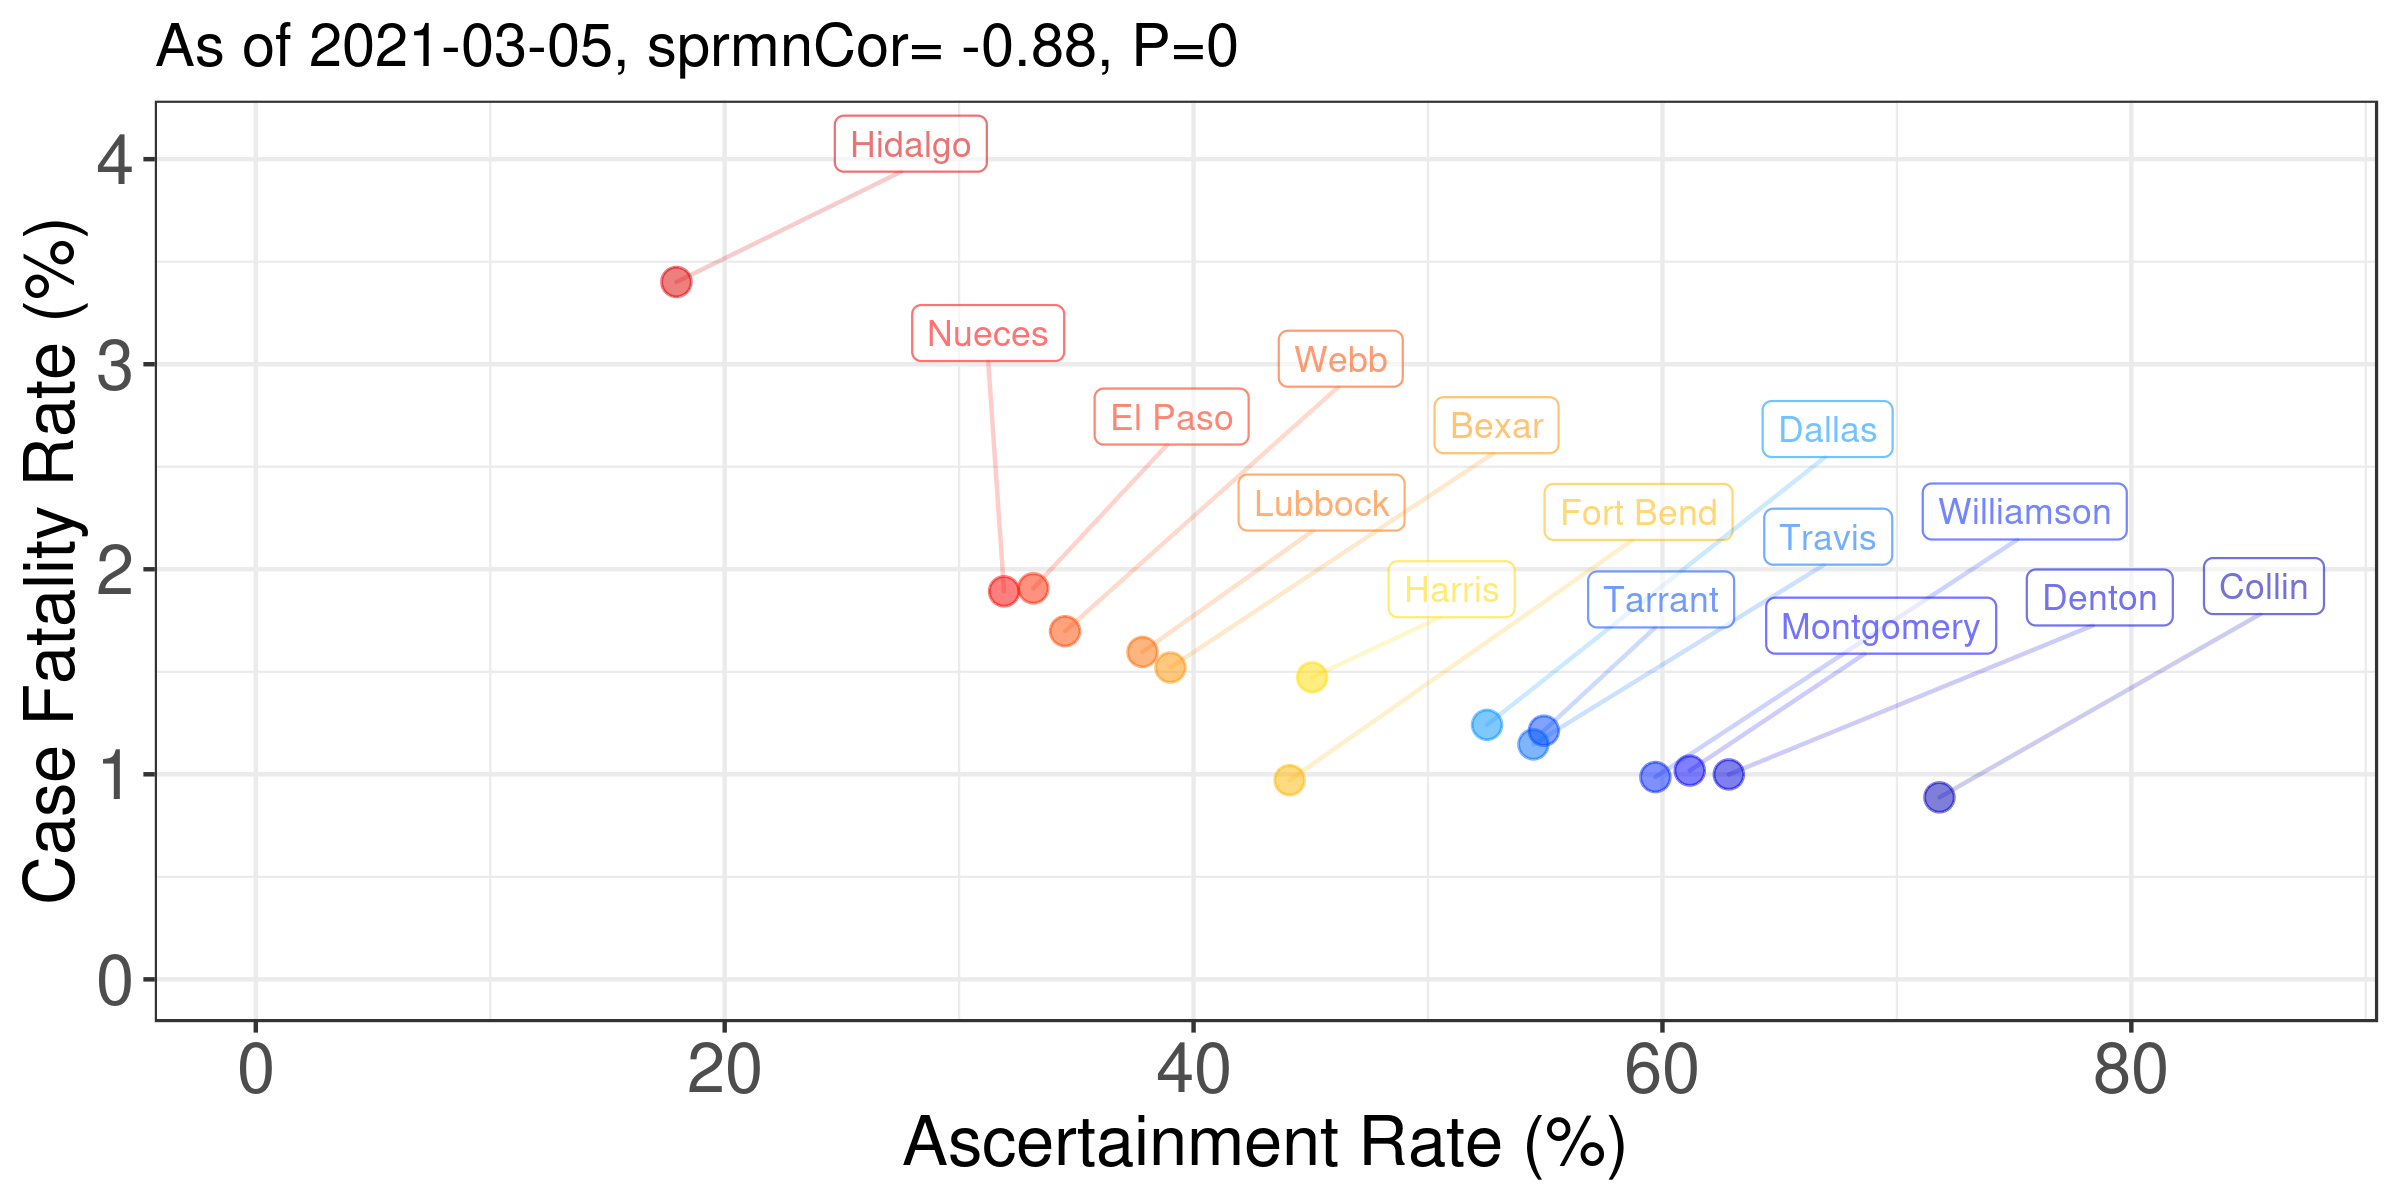 As of 2021-03-05, sprmnCor= -0.88, P=0
Case Fatality Rate (%)
4
3
2
1
0
Hidalgo
Nueces
Webb
El Paso
Bexar
Dallas
Lubbock
Fort Bend
Williamson
Travis
Harris
Tarrant
Montgomery
Denton
Collin
0 20 40 60 80
Ascertainment Rate (%)